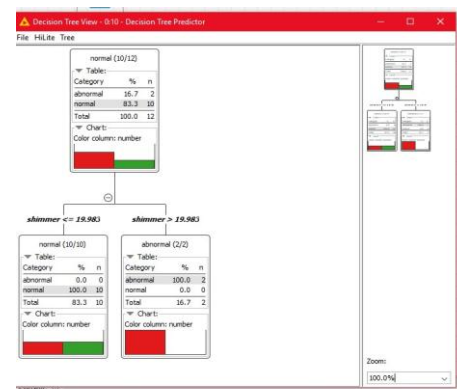 Decision Tree View - 0:10 - Decision Tree Predictor
File HiLite Tree
normal (10/12)
Table:
Category % n
abnormal 16.7 2
normal 83.3 10
Total 100.0 12
Chart:
Color column: number
shimmer <= 19.983
shimmer > 19.983
normal (10/10)
Table:
Category % n
abnormal 0.0 0
normal 100.0 10
Total 83.3 10
Chart:
Color column: number
abnormal (2/2)
Table:
Category % n
abnormal 100.0 2
normal 0.0 0
Total 16.7 2
Chart:
Color column: number
Zoom:
100.0%